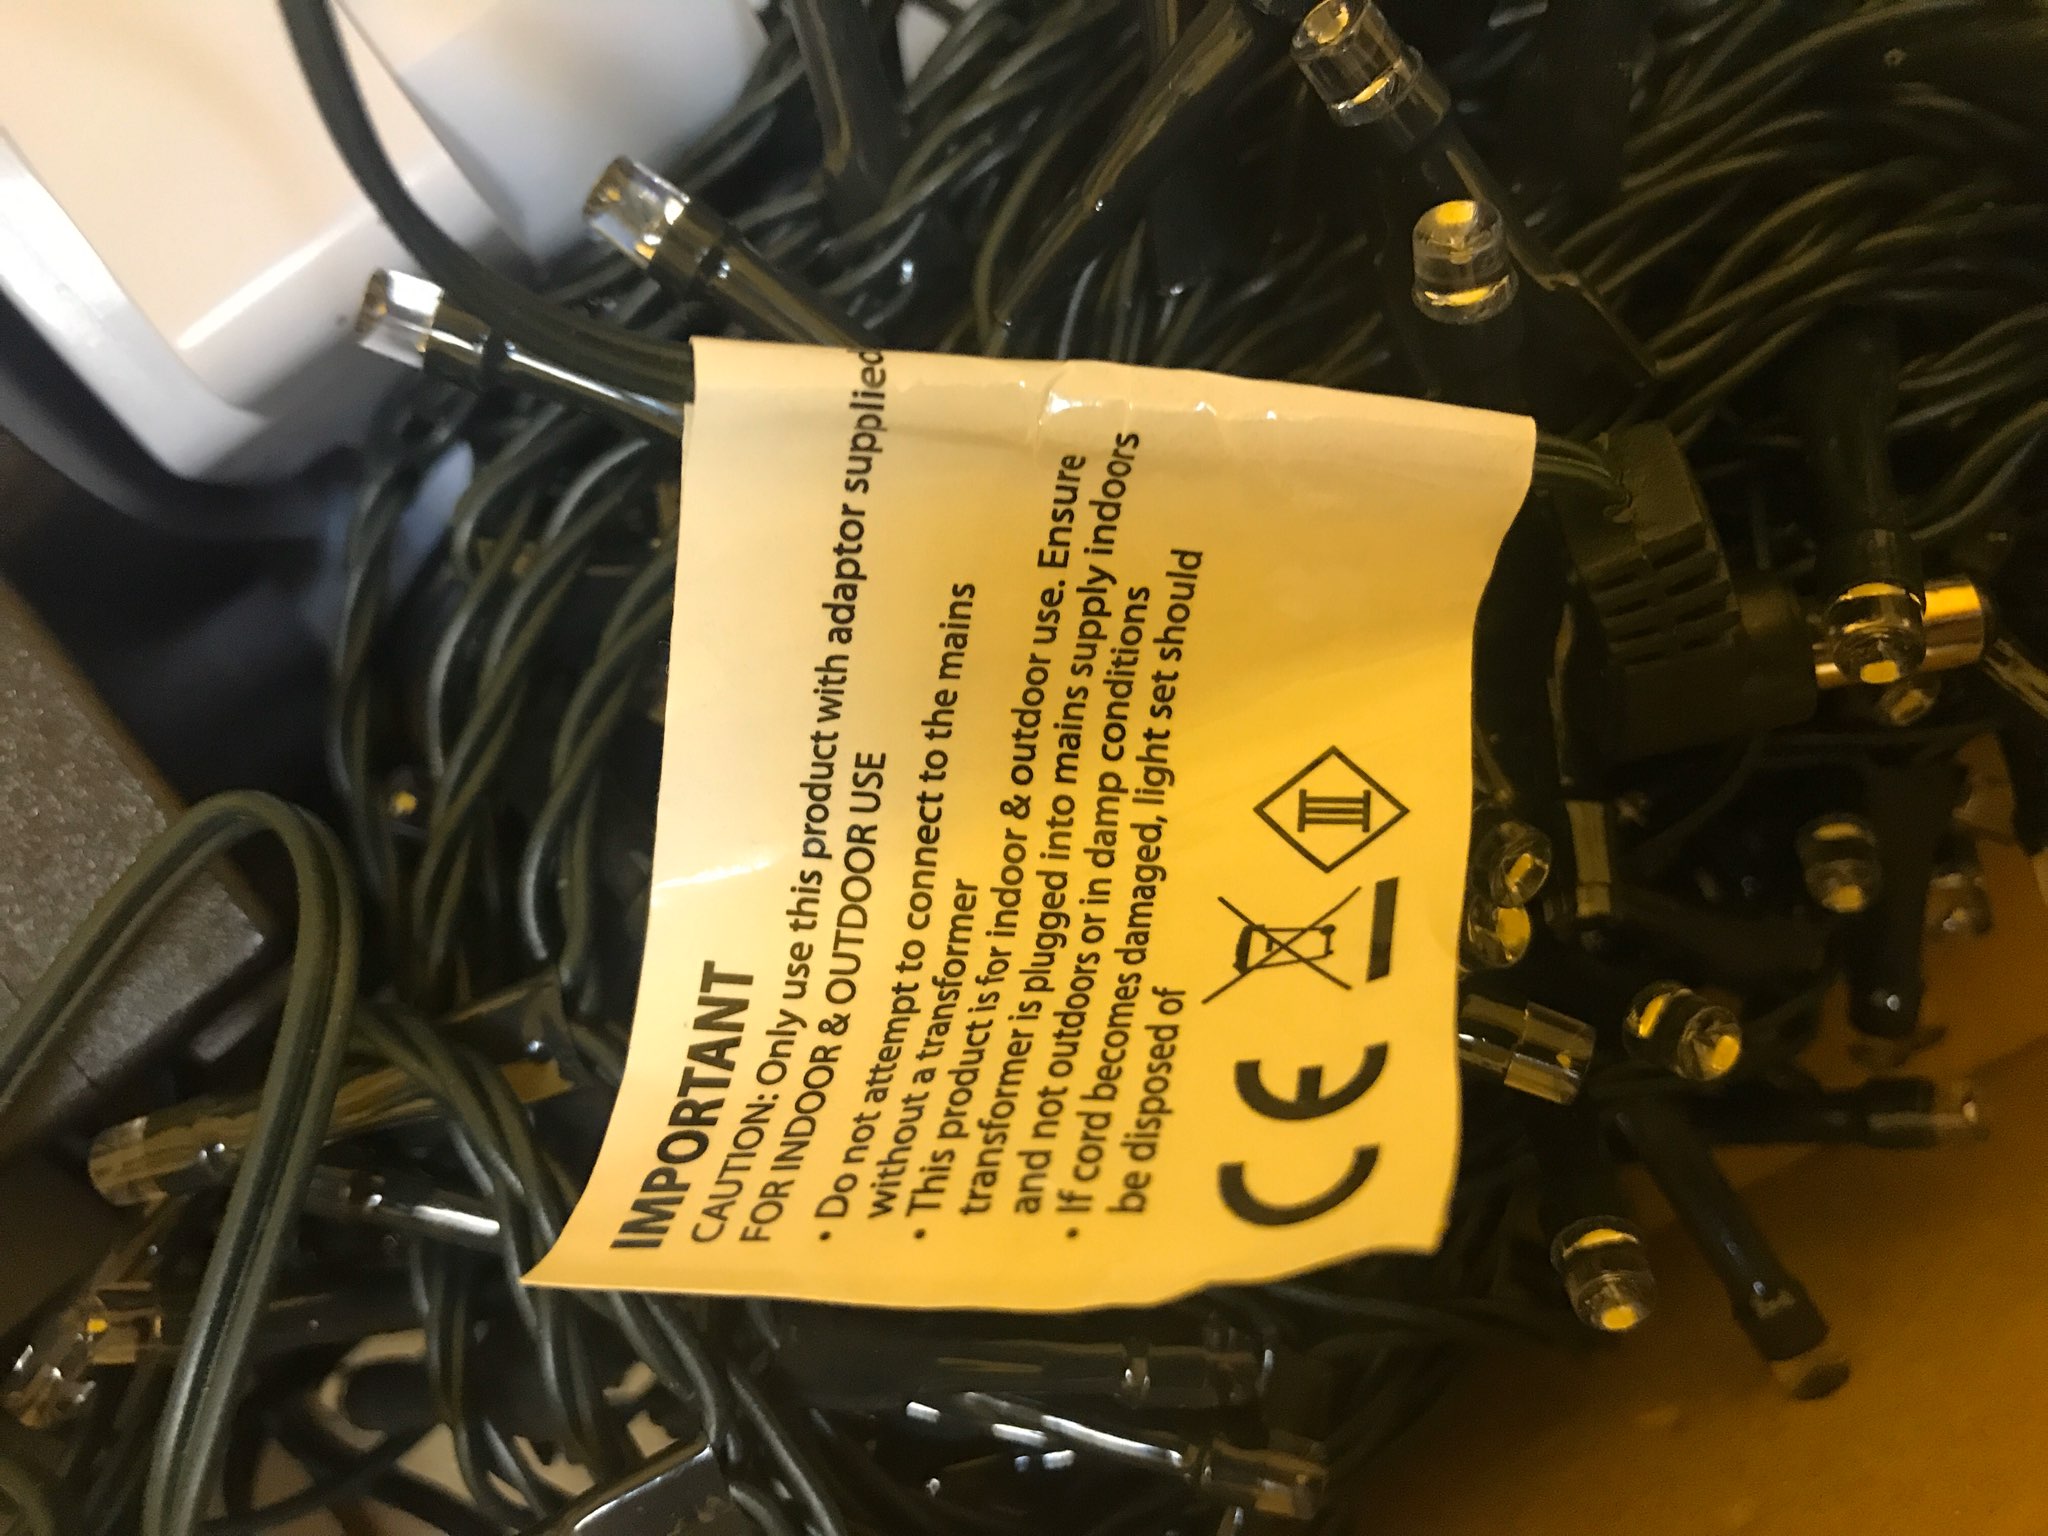 IMPORTANT
CAUTION: Only use this product with adaptor supplied
FOR INDOOR & OUTDOOR USE
• Do not attempt to connect to the mains
without a transformer
• This product is for indoor & outdoor use. Ensure
transformer is plugged into mains supply indoors
and not outdoors or in damp conditions
• If cord becomes damaged, light set should
be disposed of
CE III